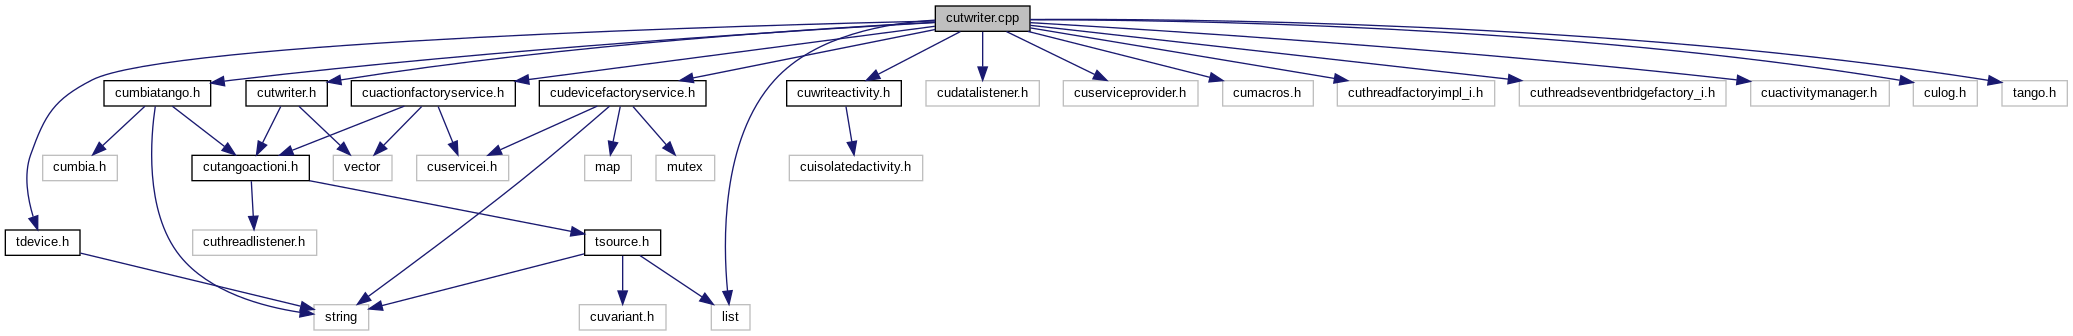 cutwriter.cpp
cumbiatango.h
cutwriter.h
cuactionfactoryservice.h
cudevicefactoryservice.h
cuwriteactivity.h
cudatalistener.h
cuserviceprovider.h
cumacros.h
cuthreadfactoryimpl_i.h
cuthreadseventbridgefactory_i.h
cuactivitymanager.h
culog.h
tango.h
cumbia.h
cutangoactioni.h
vector
cuservicei.h
map
mutex
cuisolatedactivity.h
tdevice.h
cuthreadlistener.h
tsource.h
string
cuvariant.h
list